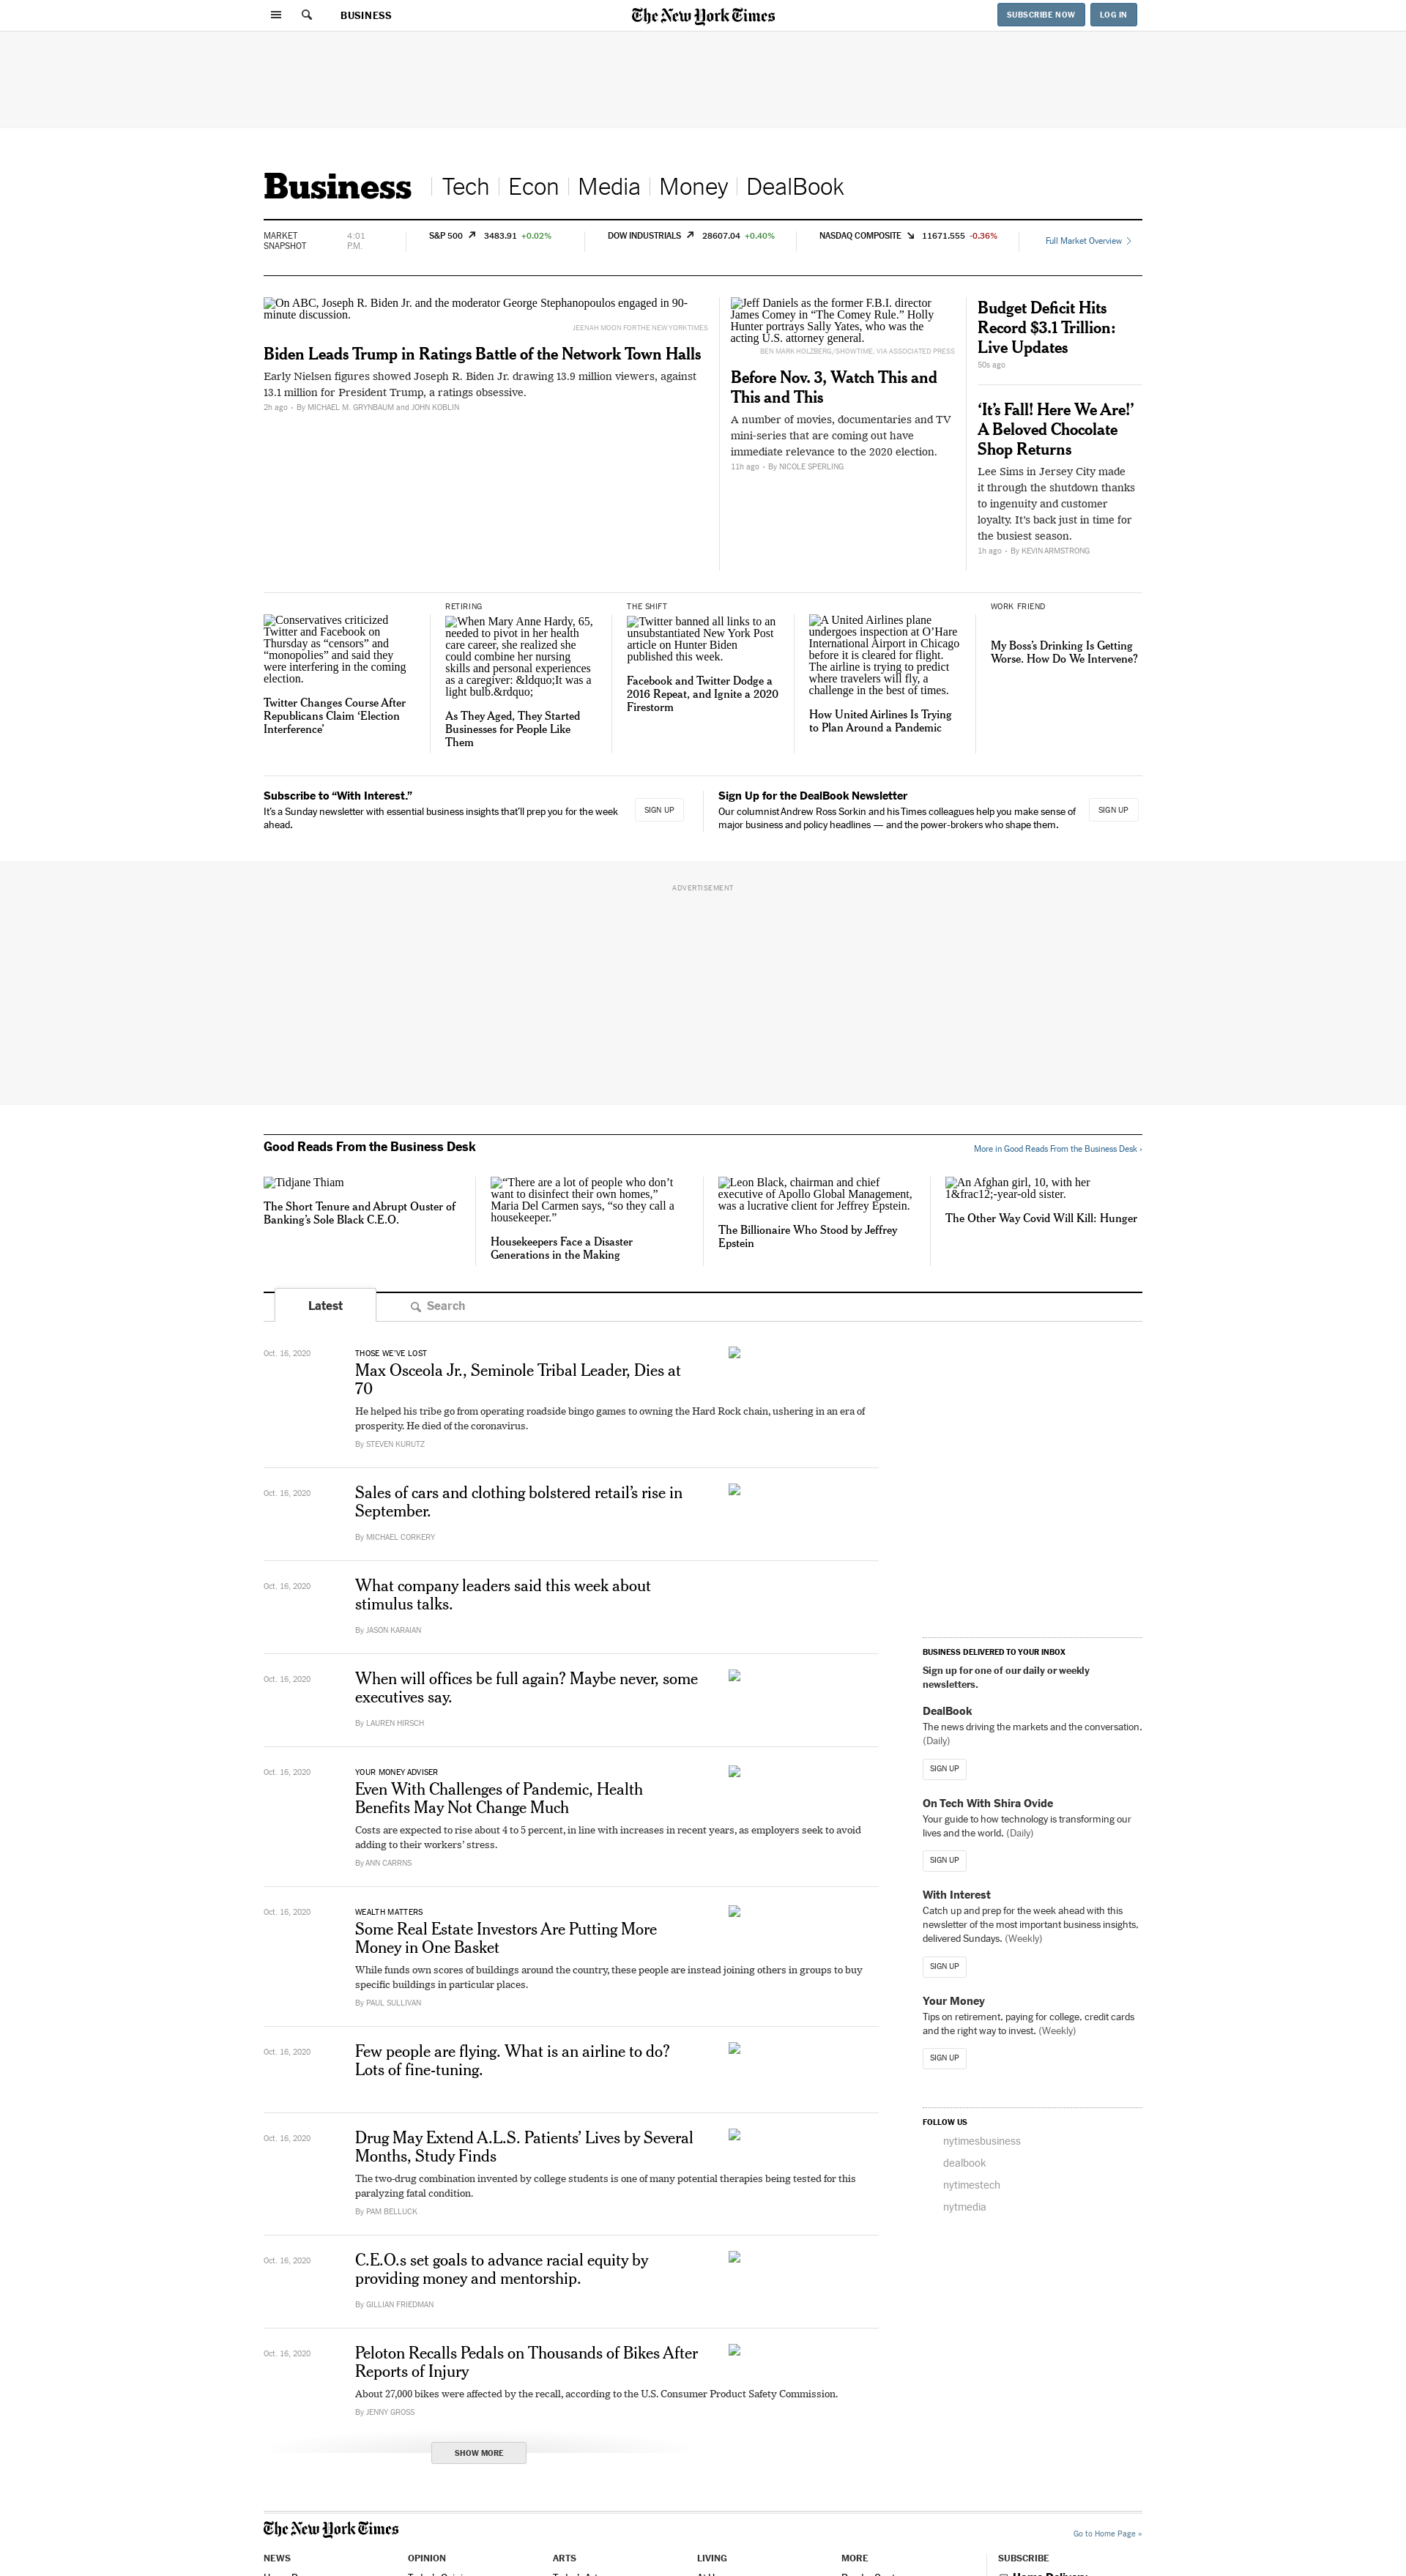 BUSINESS
The New York Times
SUBSCRIBE NOW
LOG IN
Business
Tech
Econ
Media
Money
DealBook
MARKET
SNAPSHOT
4:01
P.M.
S&P 500 3483.91 +0.02%
DOW INDUSTRIALS 28607.04 +0.40%
NASDAQ COMPOSITE 11671.555 -0.36%
Full Market Overview
On ABC, Joseph R. Biden Jr. and the moderator George Stephanopoulos engaged in 90-
minute discussion.
JEENAH MOON FOR THE NEW YORK TIMES
Biden Leads Trump in Ratings Battle of the Network Town Halls
Early Nielsen figures showed Joseph R. Biden Jr. drawing 13.9 million viewers, against
13.1 million for President Trump, a ratings obsessive.
2h ago • By MICHAEL M. GRYNBAUM and JOHN KOBLIN
Jeff Daniels as the former F.B.I. director
James Comey in “The Comey Rule.” Holly
Hunter portrays Sally Yates, who was the
acting U.S. attorney general.
BEN MARK HOLZBERG/SHOWTIME, VIA ASSOCIATED PRESS
Before Nov. 3, Watch This and
This and This
A number of movies, documentaries and TV
mini-series that are coming out have
immediate relevance to the 2020 election.
11h ago • By NICOLE SPERLING
Budget Deficit Hits
Record $3.1 Trillion:
Live Updates
50s ago
‘It’s Fall! Here We Are!’
A Beloved Chocolate
Shop Returns
Lee Sims in Jersey City made
it through the shutdown thanks
to ingenuity and customer
loyalty. It’s back just in time for
the busiest season.
1h ago • By KEVIN ARMSTRONG
Conservatives criticized
Twitter and Facebook on
Thursday as “censors” and
“monopolies” and said they
were interfering in the coming
election.
Twitter Changes Course After
Republicans Claim ‘Election
Interference’
RETIRING
When Mary Anne Hardy, 65,
needed to pivot in her health
care career, she realized she
could combine her nursing
skills and personal experiences
as a caregiver: &ldquo;It was a
light bulb.&rdquo;
As They Aged, They Started
Businesses for People Like
Them
THE SHIFT
Twitter banned all links to an
unsubstantiated New York Post
article on Hunter Biden
published this week.
Facebook and Twitter Dodge a
2016 Repeat, and Ignite a 2020
Firestorm
A United Airlines plane
undergoes inspection at O’Hare
International Airport in Chicago
before it is cleared for flight.
The airline is trying to predict
where travelers will fly, a
challenge in the best of times.
How United Airlines Is Trying
to Plan Around a Pandemic
WORK FRIEND
My Boss’s Drinking Is Getting
Worse. How Do We Intervene?
Subscribe to “With Interest.”
It’s a Sunday newsletter with essential business insights that’ll prep you for the week
ahead.
SIGN UP
Sign Up for the DealBook Newsletter
Our columnist Andrew Ross Sorkin and his Times colleagues help you make sense of
major business and policy headlines — and the power-brokers who shape them.
SIGN UP
ADVERTISEMENT
Good Reads From the Business Desk
More in Good Reads From the Business Desk ›
Tidjane Thiam
The Short Tenure and Abrupt Ouster of
Banking’s Sole Black C.E.O.
“There are a lot of people who don’t
want to disinfect their own homes,”
Maria Del Carmen says, “so they call a
housekeeper.”
Housekeepers Face a Disaster
Generations in the Making
Leon Black, chairman and chief
executive of Apollo Global Management,
was a lucrative client for Jeffrey Epstein.
The Billionaire Who Stood by Jeffrey
Epstein
An Afghan girl, 10, with her
1&frac12;-year-old sister.
The Other Way Covid Will Kill: Hunger
Latest
Search
Oct. 16, 2020
THOSE WE’VE LOST
Max Osceola Jr., Seminole Tribal Leader, Dies at
70
He helped his tribe go from operating roadside bingo games to owning the Hard Rock chain, ushering in an era of
prosperity. He died of the coronavirus.
By STEVEN KURUTZ
Oct. 16, 2020
Sales of cars and clothing bolstered retail’s rise in
September.
By MICHAEL CORKERY
Oct. 16, 2020
What company leaders said this week about
stimulus talks.
By JASON KARAIAN
Oct. 16, 2020
When will offices be full again? Maybe never, some
executives say.
By LAUREN HIRSCH
Oct. 16, 2020
YOUR MONEY ADVISER
Even With Challenges of Pandemic, Health
Benefits May Not Change Much
Costs are expected to rise about 4 to 5 percent, in line with increases in recent years, as employers seek to avoid
adding to their workers’ stress.
By ANN CARRNS
Oct. 16, 2020
WEALTH MATTERS
Some Real Estate Investors Are Putting More
Money in One Basket
While funds own scores of buildings around the country, these people are instead joining others in groups to buy
specific buildings in particular places.
By PAUL SULLIVAN
Oct. 16, 2020
Few people are flying. What is an airline to do?
Lots of fine-tuning.
Oct. 16, 2020
Drug May Extend A.L.S. Patients’ Lives by Several
Months, Study Finds
The two-drug combination invented by college students is one of many potential therapies being tested for this
paralyzing fatal condition.
By PAM BELLUCK
Oct. 16, 2020
C.E.O.s set goals to advance racial equity by
providing money and mentorship.
By GILLIAN FRIEDMAN
Oct. 16, 2020
Peloton Recalls Pedals on Thousands of Bikes After
Reports of Injury
About 27,000 bikes were affected by the recall, according to the U.S. Consumer Product Safety Commission.
By JENNY GROSS
SHOW MORE
BUSINESS DELIVERED TO YOUR INBOX
Sign up for one of our daily or weekly
newsletters.
DealBook
The news driving the markets and the conversation.
(Daily)
SIGN UP
On Tech With Shira Ovide
Your guide to how technology is transforming our
lives and the world. (Daily)
SIGN UP
With Interest
Catch up and prep for the week ahead with this
newsletter of the most important business insights,
delivered Sundays. (Weekly)
SIGN UP
Your Money
Tips on retirement, paying for college, credit cards
and the right way to invest. (Weekly)
SIGN UP
FOLLOW US
nytimesbusiness
dealbook
nytimestech
nytmedia
The New York Times
Go to Home Page »
NEWS
OPINION
ARTS
LIVING
MORE
SUBSCRIBE